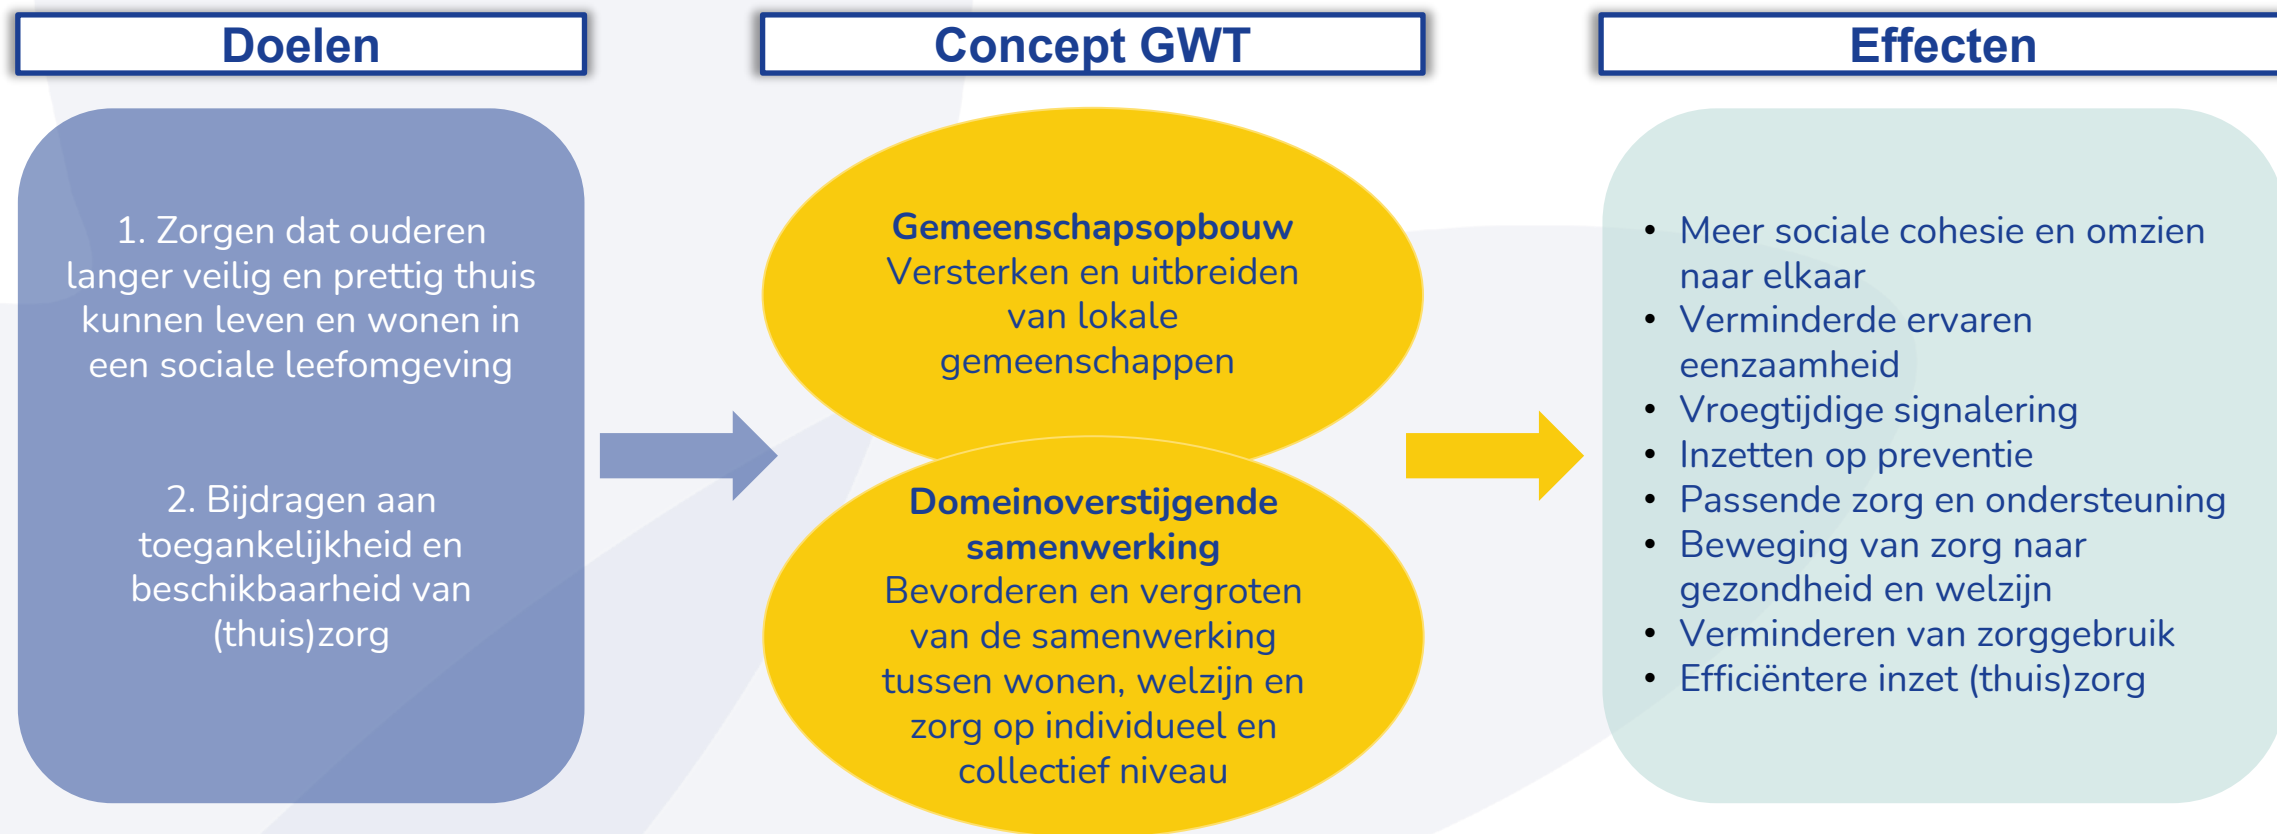 Doelen
1. Zorgen dat ouderen
langer veilig en prettig thuis
kunnen leven en wonen in
een sociale leefomgeving
2. Bijdragen aan
toegankelijkheid en
beschikbaarheid van
(thuis)zorg
Concept GWT
Gemeenschapsopbouw
Versterken en uitbreiden
van lokale
gemeenschappen
Domeinoverstijgende
samenwerking
Bevorderen en vergroten
van de samenwerking
tussen wonen, welzijn en
zorg op individueel en
collectief niveau
Effecten
• Meer sociale cohesie en omzien
naar elkaar
• Verminderde ervaren
eenzaamheid
• Vroegtijdige signalering
• Inzetten op preventie
• Passende zorg en ondersteuning
• Beweging van zorg naar
gezondheid en welzijn
• Verminderen van zorggebruik
• Efficiëntere inzet (thuis)zorg